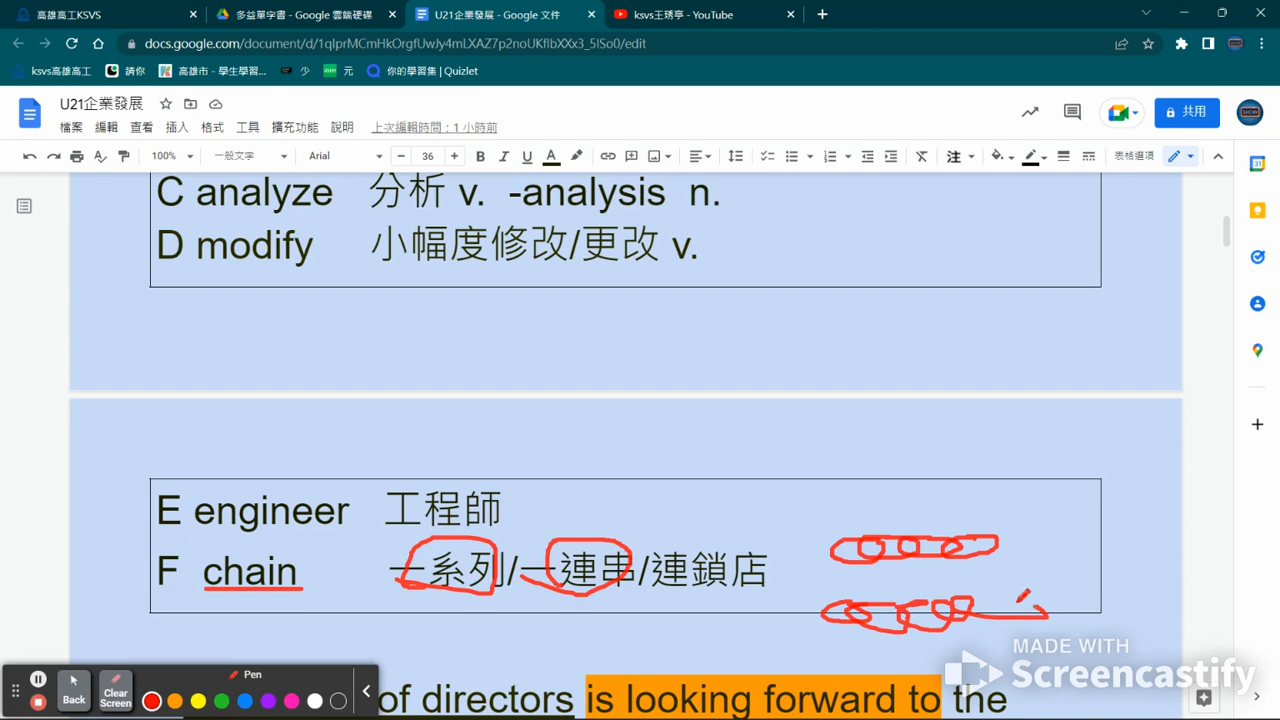 高雄高工KSVS
多益單字書 - Google 雲端硬碟
U21企業發展 - Google 文件
ksvs王琇亭 - YouTube
docs.google.com/document/d/1qIprMCmHkOrgfUwJy4mLXAZ7p2noUKflbXXx3_5lSo0/edit
ksvs高雄高工
請你
高雄市 - 學生學習...
少
元
你的學習集 | Quizlet
U21企業發展
檔案 編輯 查看 插入 格式 工具 擴充功能 說明 上次編輯時間：1 小時前
共用
100% 一般文字 Arial 36 B I U A 注 表格選項
C analyze 分析 v. -analysis n.
D modify 小幅度修改/更改 v.
E engineer 工程師
F chain 一系列/一連串/連鎖店
of directors is looking forward to the
MADE WITH
Screencastify
Pen
Back
Clear Screen